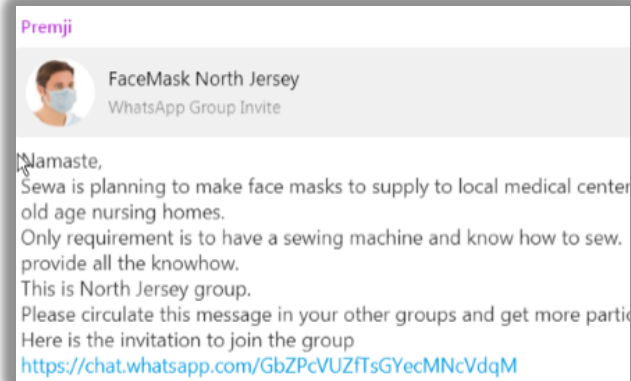 Premji
FaceMask North Jersey
WhatsApp Group Invite
Namaste,
Sewa is planning to make face masks to supply to local medical center
old age nursing homes.
Only requirement is to have a sewing machine and know how to sew.
provide all the knowhow.
This is North Jersey group.
Please circulate this message in your other groups and get more partic
Here is the invitation to join the group
https://chat.whatsapp.com/GbZPcVUZfTsGYecMNcVdqM